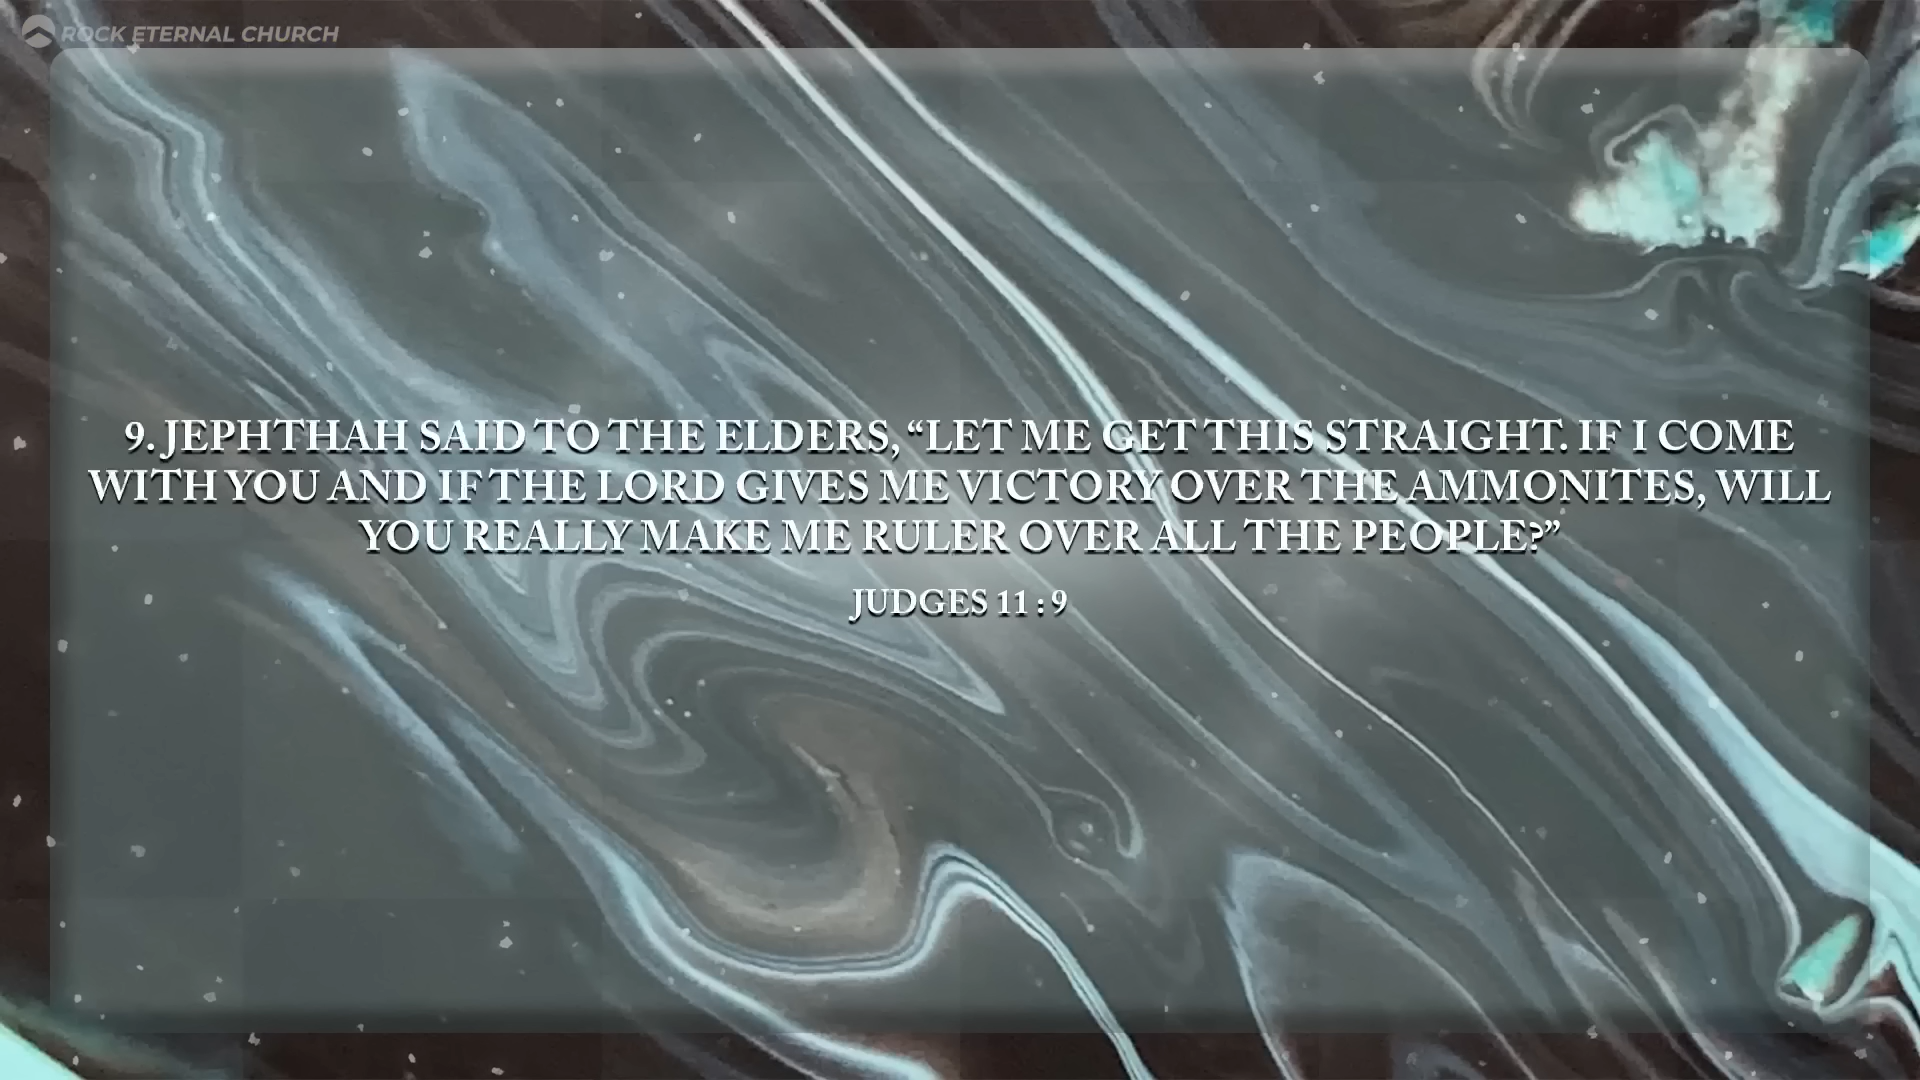 ROCK ETERNAL CHURCH
9. JEPHTHAH SAID TO THE ELDERS, “LET ME GET THIS STRAIGHT. IF I COME
WITH YOU AND IF THE LORD GIVES ME VICTORY OVER THE AMMONITES, WILL
YOU REALLY MAKE ME RULER OVER ALL THE PEOPLE?”
JUDGES 11:9